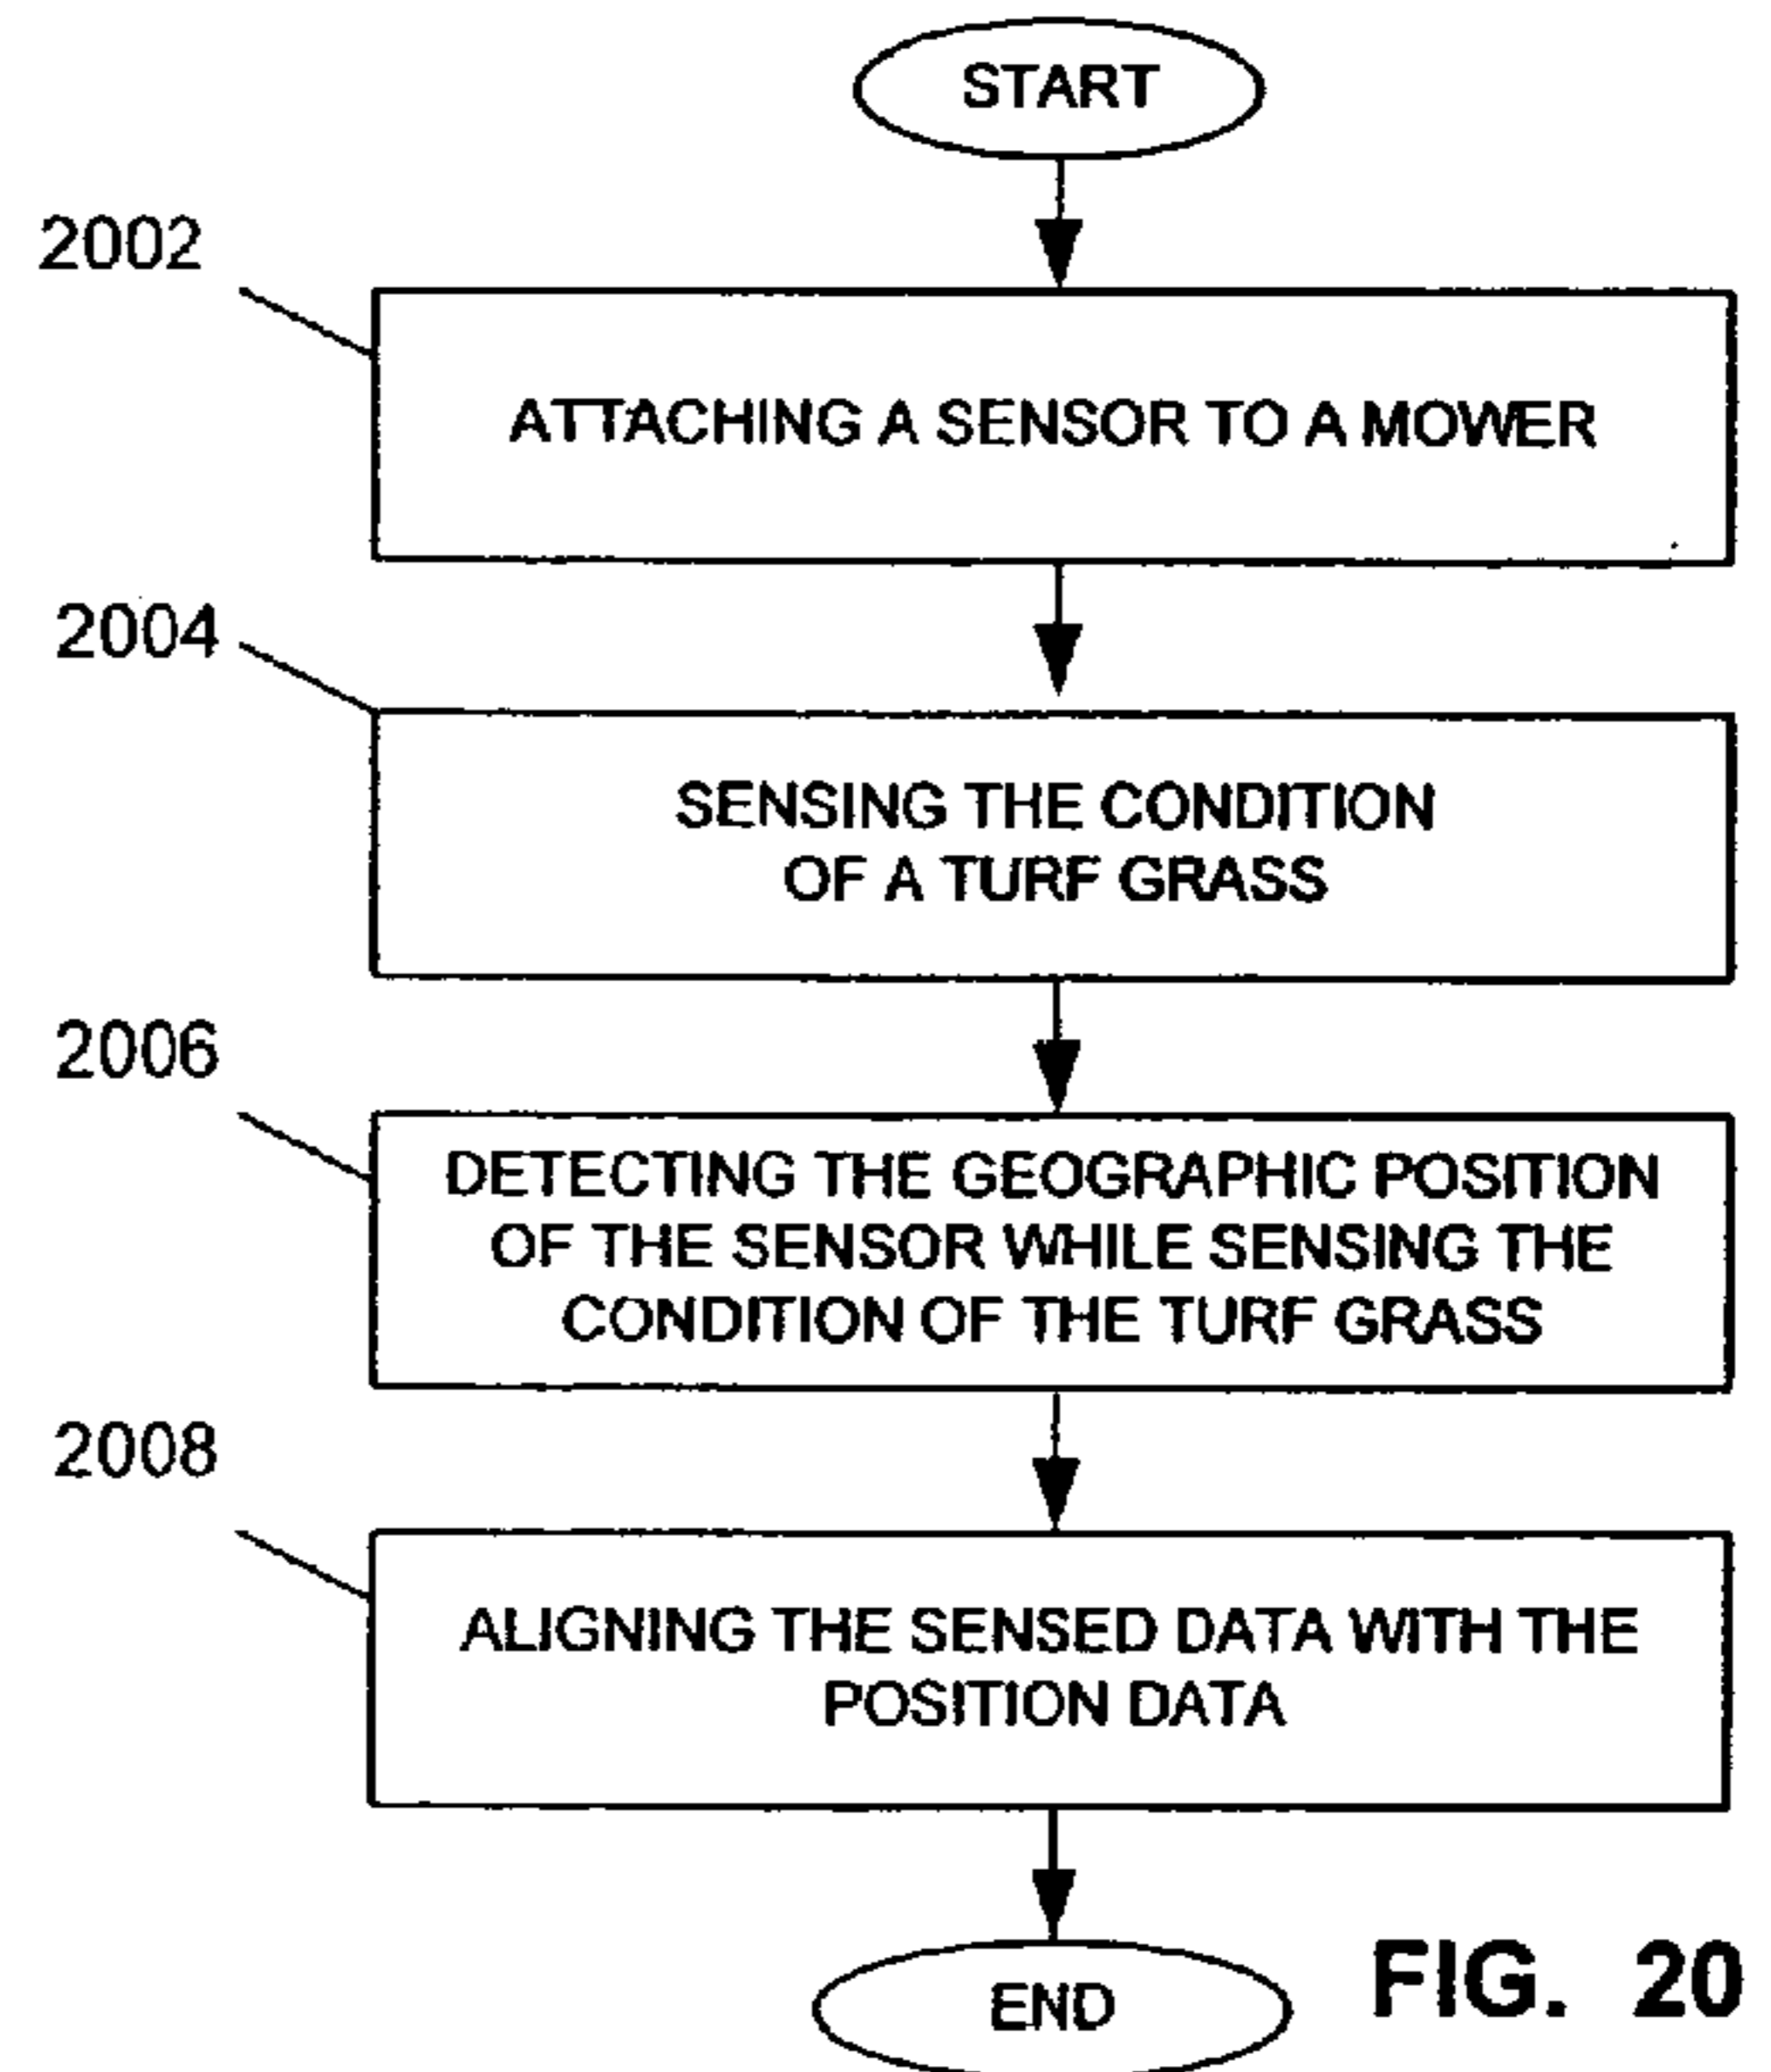 START
2002
ATTACHING A SENSOR TO A MOWER
2004
SENSING THE CONDITION
OF A TURF GRASS
2006
DETECTING THE GEOGRAPHIC POSITION
OF THE SENSOR WHILE SENSING THE
CONDITION OF THE TURF GRASS
2008
ALIGNING THE SENSED DATA WITH THE
POSITION DATA
END
FIG. 20